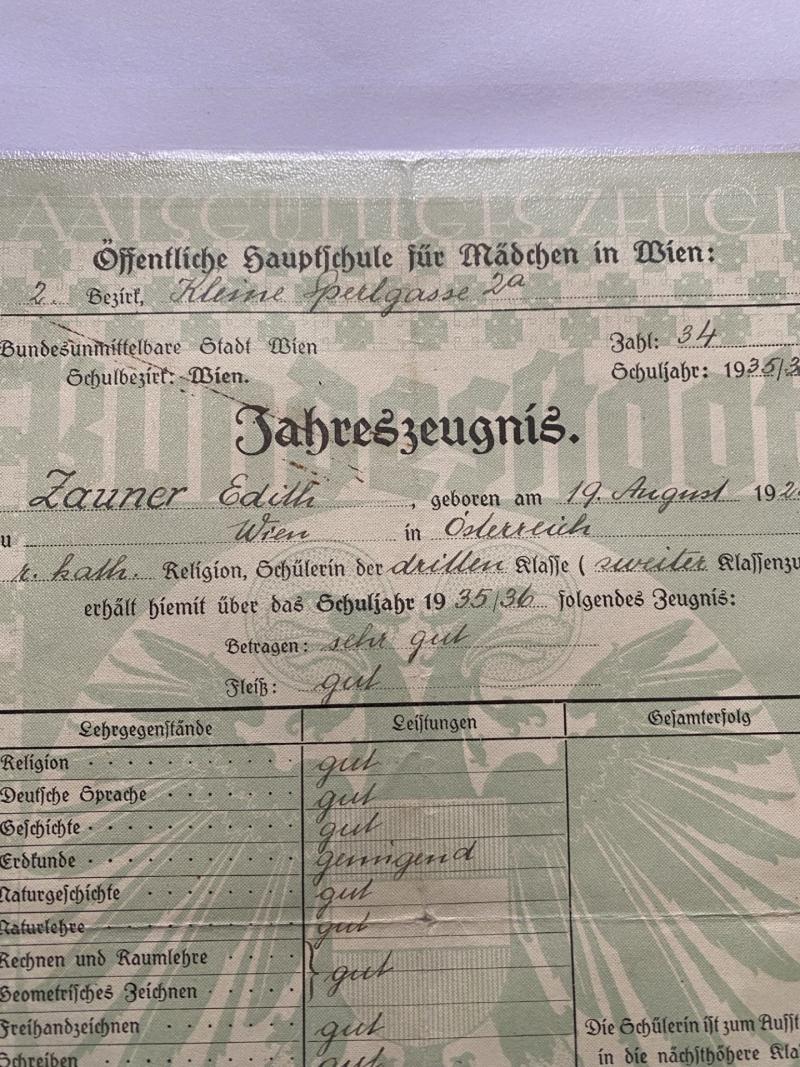 AATSGÜLTIGES ZEUGN
Öffentliche Hauptschule für Mädchen in Wien:
2. Bezirk, Kleine Sperlgasse 2a
Bundesunmittelbare Stadt Wien
Zahl: 34
Schulbezirk: Wien.
Schuljahr: 1935/3
Bundesstaat
Jahreszeugnis.
Zauner Edith, geboren am 19. August 192
u Wien in Österreich
r. kath. Religion, Schülerin der dritten Klasse (zweiter Klassenzu
erhält hiemit über das Schuljahr 1935/36 folgendes Zeugnis:
Betragen: sehr gut
Fleiß: gut
Lehrgegenstände Leistungen Gesamterfolg
Religion gut
Deutsche Sprache gut
Geschichte gut
Erdkunde genügend
Naturgeschichte gut
Naturlehre gut
Rechnen und Raumlehre
Geometrisches Zeichnen } gut
Freihandzeichnen gut
Die Schülerin ist zum Aufst
Schreiben gut
in die nächsthöhere Kla